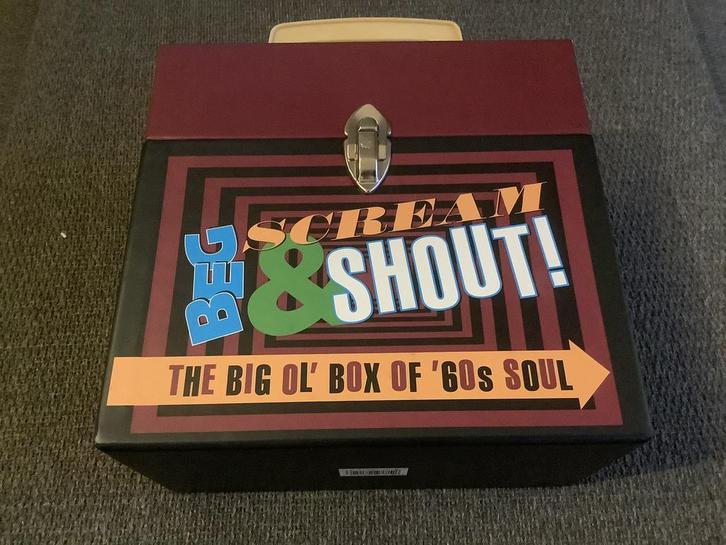 BEG
SCREAM
& SHOUT!
THE BIG OL' BOX OF '60s SOUL